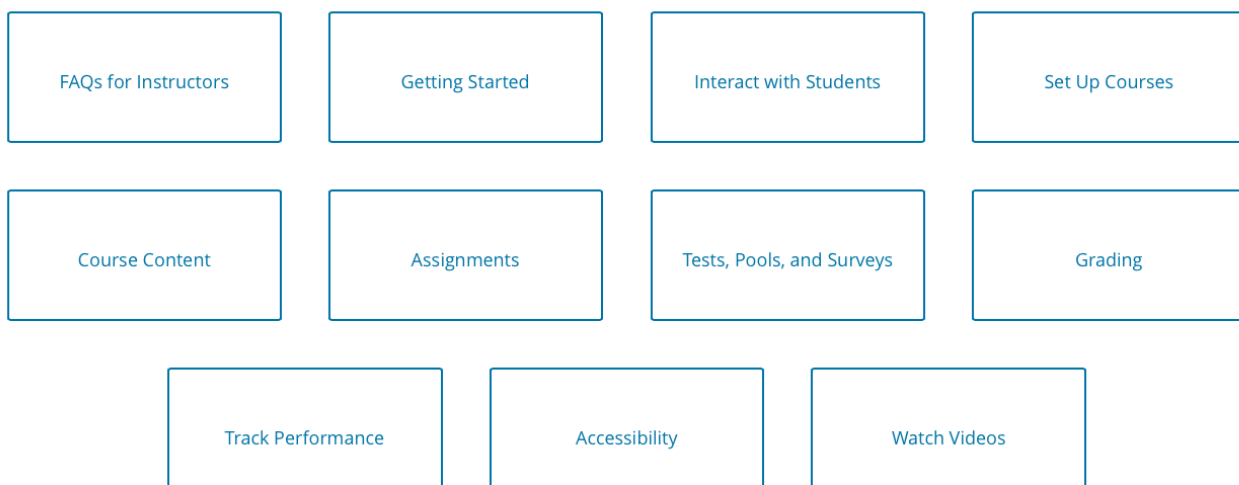 FAQs for Instructors
Getting Started
Interact with Students
Set Up Courses
Course Content
Assignments
Tests, Pools, and Surveys
Grading
Track Performance
Accessibility
Watch Videos